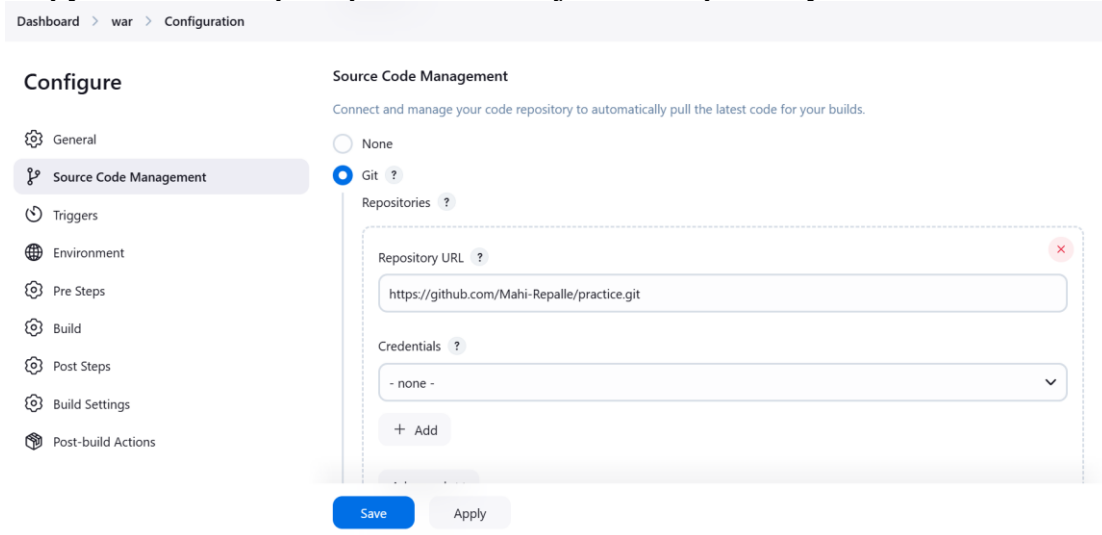 Dashboard > war > Configuration
Configure
General
Source Code Management
Triggers
Environment
Pre Steps
Build
Post Steps
Build Settings
Post-build Actions
Source Code Management
Connect and manage your code repository to automatically pull the latest code for your builds.
None
Git ?
Repositories ?
Repository URL ?
https://github.com/Mahi-Repalle/practice.git
Credentials ?
- none -
+ Add
Save
Apply